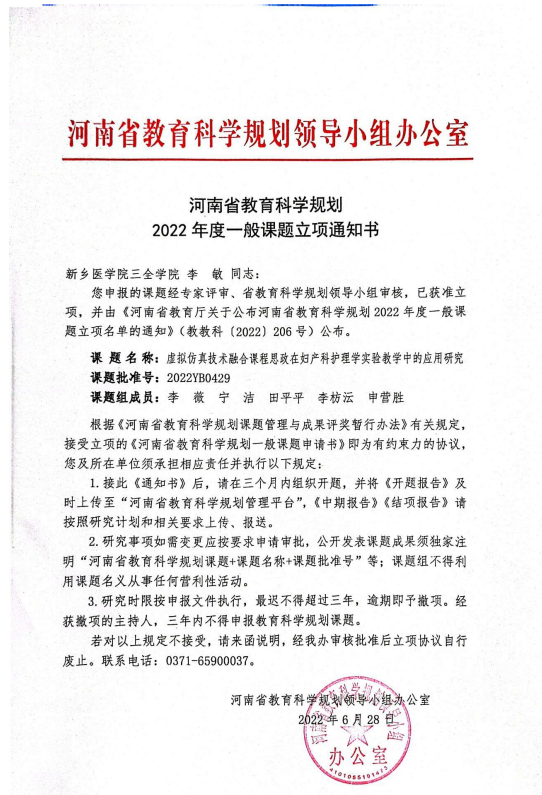 河南省教育科学规划领导小组办公室
河南省教育科学规划
2022 年度一般课题立项通知书
新乡医学院三全学院 李 敏 同志：
您申报的课题经专家评审、省教育科学规划领导小组审核，已获准立
项，并由《河南省教育厅关于公布河南省教育科学规划 2022 年度一般课
题立项名单的通知》（教教科〔2022〕206 号）公布。
课 题 名 称：虚拟仿真技术融合课程思政在妇产科护理学实验教学中的应用研究
课题批准号：2022YB0429
课题组成员：李 薇 宁 洁 田平平 李枋云 申营胜
根据《河南省教育科学规划课题管理与成果评奖暂行办法》有关规定，
接受立项的《河南省教育科学规划一般课题申请书》即为有约束力的协议，
您及所在单位须承担相应责任并执行以下规定：
1. 接此《通知书》后，请在三个月内组织开题，并将《开题报告》及
时上传至“河南省教育科学规划管理平台”，《中期报告》《结项报告》请
按照研究计划和相关要求上传、报送。
2. 研究事项如需变更应按要求申请审批，公开发表课题成果须独家注
明“河南省教育科学规划课题+课题名称+课题批准号”等；课题组不得利
用课题名义从事任何营利性活动。
3. 研究时限按申报文件执行，最迟不得超过三年，逾期即予撤项。经
获撤项的主持人，三年内不得申报教育科学规划课题。
若对以上规定不接受，请来函说明，经我办审核批准后立项协议自行
废止。联系电话：0371-65900037。
河南省教育科学规划领导小组办公室
2022 年 6 月 28 日
河南省教育科学规划领导小组
办公室
4101055101473